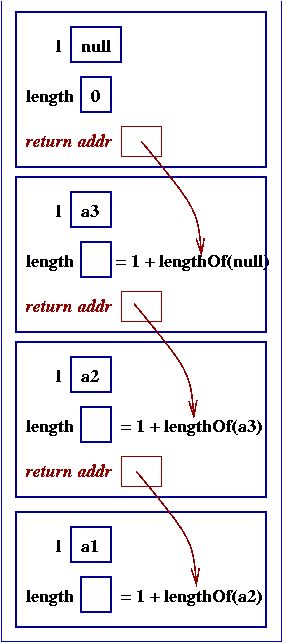 l null
length 0
return addr
l a3
length = 1 + lengthOf(null)
return addr
l a2
length = 1 + lengthOf(a3)
return addr
l a1
length = 1 + lengthOf(a2)